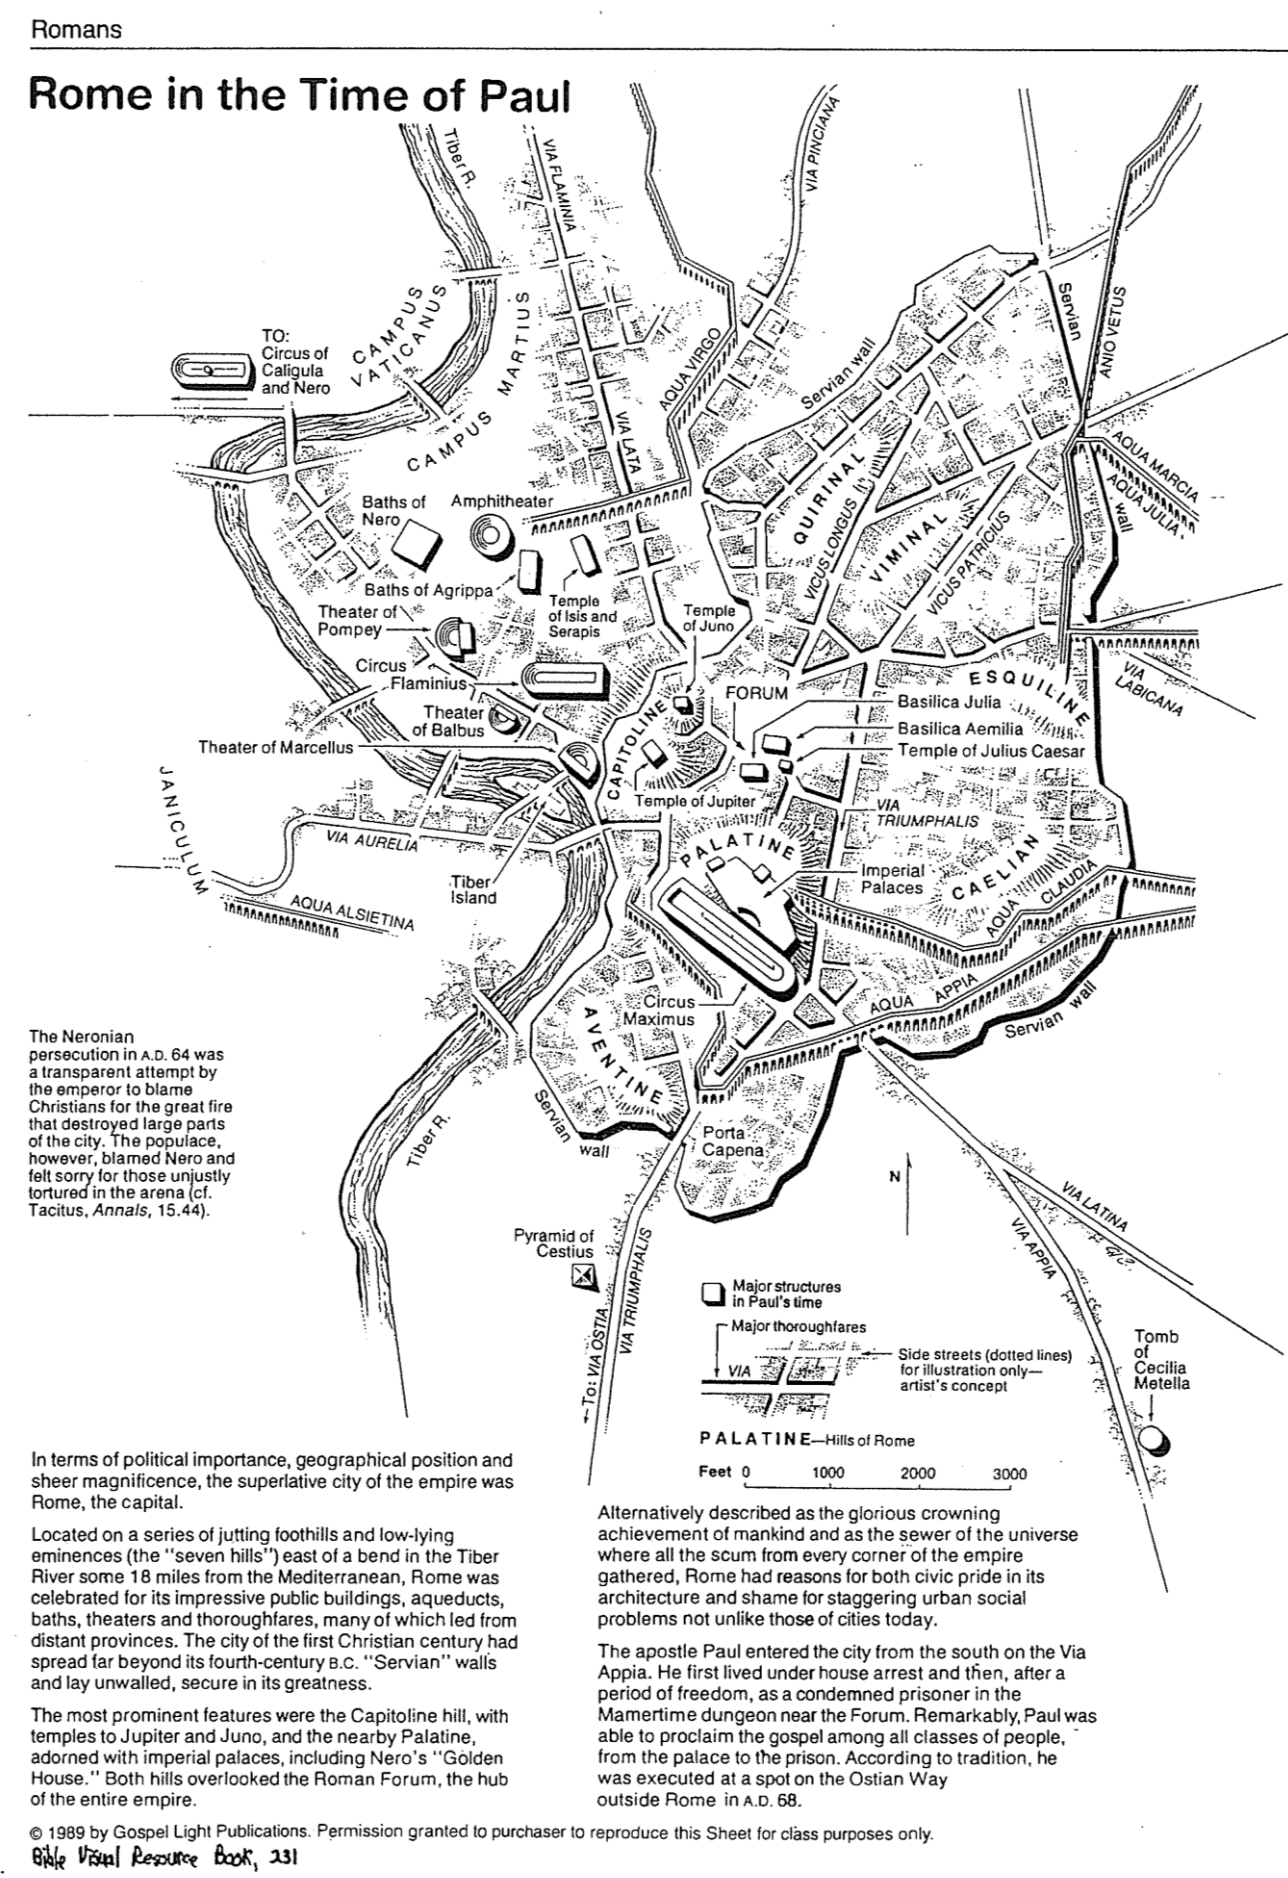 Romans
Rome in the Time of Paul
Tiber R.
VIA FLAMINIA
VIA PINCIANA
CAMPUS
VATICANUS
CAMPUS MARTIUS
TO:
Circus of
Caligula
and Nero
AQUA VIRGO
Servian wall
Servian
wall
ANIO VETUS
VIA LATA
AQUA MARCIA
AQUA JULIA
QUIRINAL
VICUS LONGUS
VIMINAL
VICUS PATRICIUS
Baths of
Nero
Amphitheater
Baths of Agrippa
Temple
of Isis and
Serapis
Theater of
Pompey
Temple
of Juno
Circus
Flaminius
FORUM
ESQUILINE
VIA
LABICANA
Basilica Julia
Basilica Aemilia
Temple of Julius Caesar
Theater
of Balbus
Theater of Marcellus
CAPITOLINE
Temple of Jupiter
JANICULUM
VIA AURELIA
VIA
TRIUMPHALIS
PALATINE
Imperial
Palaces
CAELIAN
AQUA CLAUDIA
Tiber
Island
AQUA ALSIETINA
Circus
Maximus
AQUA APPIA
Servian wall
AVENTINE
The Neronian
persecution in A.D. 64 was
a transparent attempt by
the emperor to blame
Christians for the great fire
that destroyed large parts
of the city. The populace,
however, blamed Nero and
felt sorry for those unjustly
tortured in the arena (cf.
Tacitus, Annals, 15.44).
Tiber R.
Servian
wall
Porta
Capena
N
VIA LATINA
VIA APPIA
Pyramid of
Cestius
VIA TRIUMPHALIS
To: VIA OSTIA
Major structures
in Paul's time
Major thoroughfares
VIA
Side streets (dotted lines)
for illustration only—
artist's concept
Tomb
of
Cecilia
Metella
PALATINE—Hills of Rome
Feet 0 1000 2000 3000
In terms of political importance, geographical position and
sheer magnificence, the superlative city of the empire was
Rome, the capital.
Located on a series of jutting foothills and low-lying
eminences (the "seven hills") east of a bend in the Tiber
River some 18 miles from the Mediterranean, Rome was
celebrated for its impressive public buildings, aqueducts,
baths, theaters and thoroughfares, many of which led from
distant provinces. The city of the first Christian century had
spread far beyond its fourth-century B.C. "Servian" walls
and lay unwalled, secure in its greatness.
The most prominent features were the Capitoline hill, with
temples to Jupiter and Juno, and the nearby Palatine,
adorned with imperial palaces, including Nero's "Golden
House." Both hills overlooked the Roman Forum, the hub
of the entire empire.
Alternatively described as the glorious crowning
achievement of mankind and as the sewer of the universe
where all the scum from every corner of the empire
gathered, Rome had reasons for both civic pride in its
architecture and shame for staggering urban social
problems not unlike those of cities today.
The apostle Paul entered the city from the south on the Via
Appia. He first lived under house arrest and then, after a
period of freedom, as a condemned prisoner in the
Mamertime dungeon near the Forum. Remarkably, Paul was
able to proclaim the gospel among all classes of people,
from the palace to the prison. According to tradition, he
was executed at a spot on the Ostian Way
outside Rome in A.D. 68.
© 1989 by Gospel Light Publications. Permission granted to purchaser to reproduce this Sheet for class purposes only.
Bible Visual Resource Book, 231